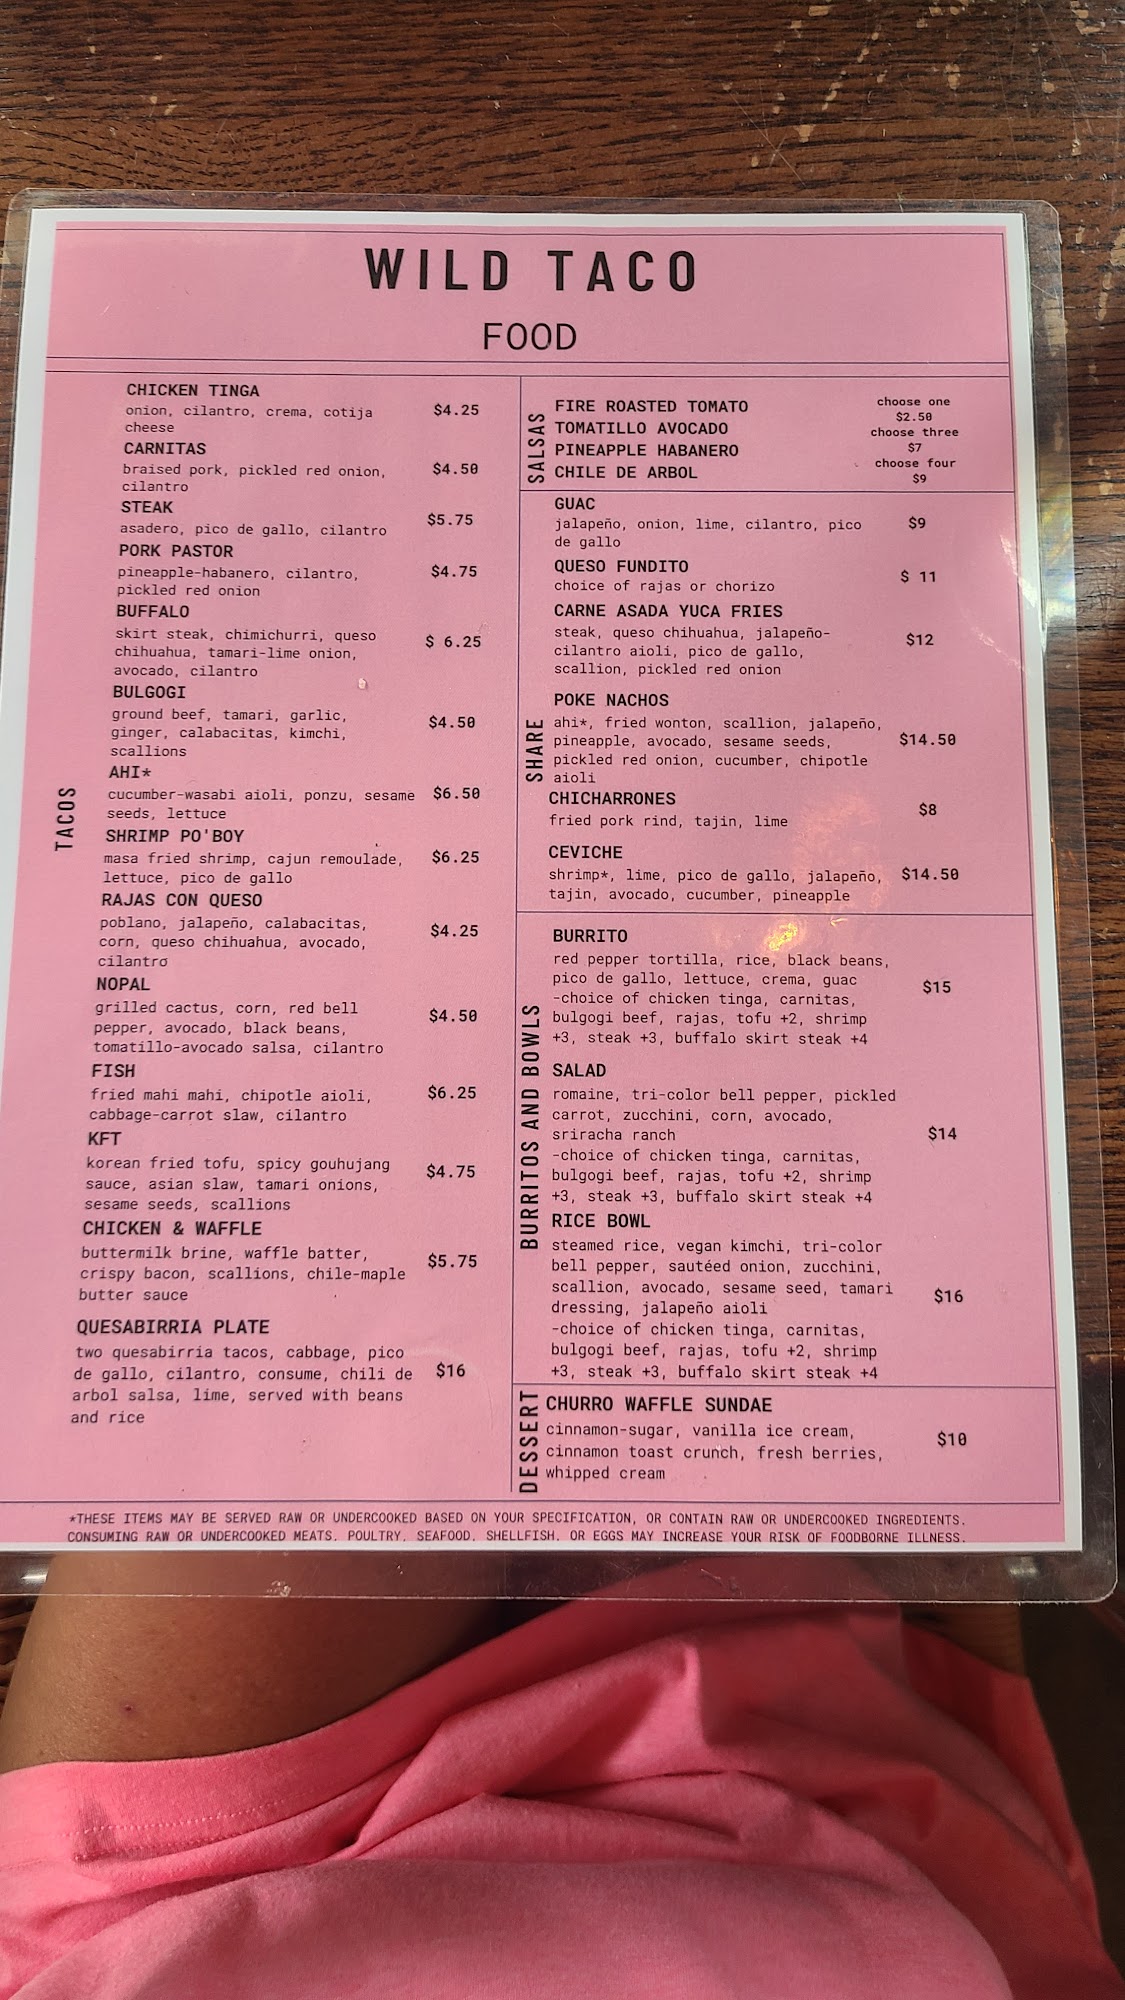 WILD TACO
FOOD
TACOS
CHICKEN TINGA
onion, cilantro, crema, cotija $4.25
cheese
CARNITAS
braised pork, pickled red onion, $4.50
cilantro
STEAK
asadero, pico de gallo, cilantro $5.75
PORK PASTOR
pineapple-habanero, cilantro, $4.75
pickled red onion
BUFFALO
skirt steak, chimichurri, queso $ 6.25
chihuahua, tamari-lime onion,
avocado, cilantro
BULGOGI
ground beef, tamari, garlic, $4.50
ginger, calabacitas, kimchi,
scallions
AHI*
cucumber-wasabi aioli, ponzu, sesame $6.50
seeds, lettuce
SHRIMP PO'BOY
masa fried shrimp, cajun remoulade, $6.25
lettuce, pico de gallo
RAJAS CON QUESO
poblano, jalapeño, calabacitas, $4.25
corn, queso chihuahua, avocado,
cilantro
NOPAL
grilled cactus, corn, red bell $4.50
pepper, avocado, black beans,
tomatillo-avocado salsa, cilantro
FISH
fried mahi mahi, chipotle aioli, $6.25
cabbage-carrot slaw, cilantro
KFT
korean fried tofu, spicy gouhujang $4.75
sauce, asian slaw, tamari onions,
sesame seeds, scallions
CHICKEN & WAFFLE
buttermilk brine, waffle batter, $5.75
crispy bacon, scallions, chile-maple
butter sauce
QUESABIRRIA PLATE
two quesabirria tacos, cabbage, pico
de gallo, cilantro, consume, chili de $16
arbol salsa, lime, served with beans
and rice
SALSAS
FIRE ROASTED TOMATO
TOMATILLO AVOCADO
PINEAPPLE HABANERO
CHILE DE ARBOL
choose one
$2.50
choose three
$7
choose four
$9
SHARE
GUAC
jalapeño, onion, lime, cilantro, pico $9
de gallo
QUESO FUNDITO
choice of rajas or chorizo $ 11
CARNE ASADA YUCA FRIES
steak, queso chihuahua, jalapeño- $12
cilantro aioli, pico de gallo,
scallion, pickled red onion
POKE NACHOS
ahi*, fried wonton, scallion, jalapeño,
pineapple, avocado, sesame seeds, $14.50
pickled red onion, cucumber, chipotle
aioli
CHICHARRONES
fried pork rind, tajin, lime $8
CEVICHE
shrimp*, lime, pico de gallo, jalapeño, $14.50
tajin, avocado, cucumber, pineapple
BURRITOS AND BOWLS
BURRITO
red pepper tortilla, rice, black beans,
pico de gallo, lettuce, crema, guac $15
-choice of chicken tinga, carnitas,
bulgogi beef, rajas, tofu +2, shrimp
+3, steak +3, buffalo skirt steak +4
SALAD
romaine, tri-color bell pepper, pickled
carrot, zucchini, corn, avocado,
sriracha ranch $14
-choice of chicken tinga, carnitas,
bulgogi beef, rajas, tofu +2, shrimp
+3, steak +3, buffalo skirt steak +4
RICE BOWL
steamed rice, vegan kimchi, tri-color
bell pepper, sautéed onion, zucchini,
scallion, avocado, sesame seed, tamari $16
dressing, jalapeño aioli
-choice of chicken tinga, carnitas,
bulgogi beef, rajas, tofu +2, shrimp
+3, steak +3, buffalo skirt steak +4
DESSERT
CHURRO WAFFLE SUNDAE
cinnamon-sugar, vanilla ice cream, $10
cinnamon toast crunch, fresh berries,
whipped cream
*THESE ITEMS MAY BE SERVED RAW OR UNDERCOOKED BASED ON YOUR SPECIFICATION, OR CONTAIN RAW OR UNDERCOOKED INGREDIENTS.
CONSUMING RAW OR UNDERCOOKED MEATS. POULTRY. SEAFOOD. SHELLFISH. OR EGGS MAY INCREASE YOUR RISK OF FOODBORNE ILLNESS.